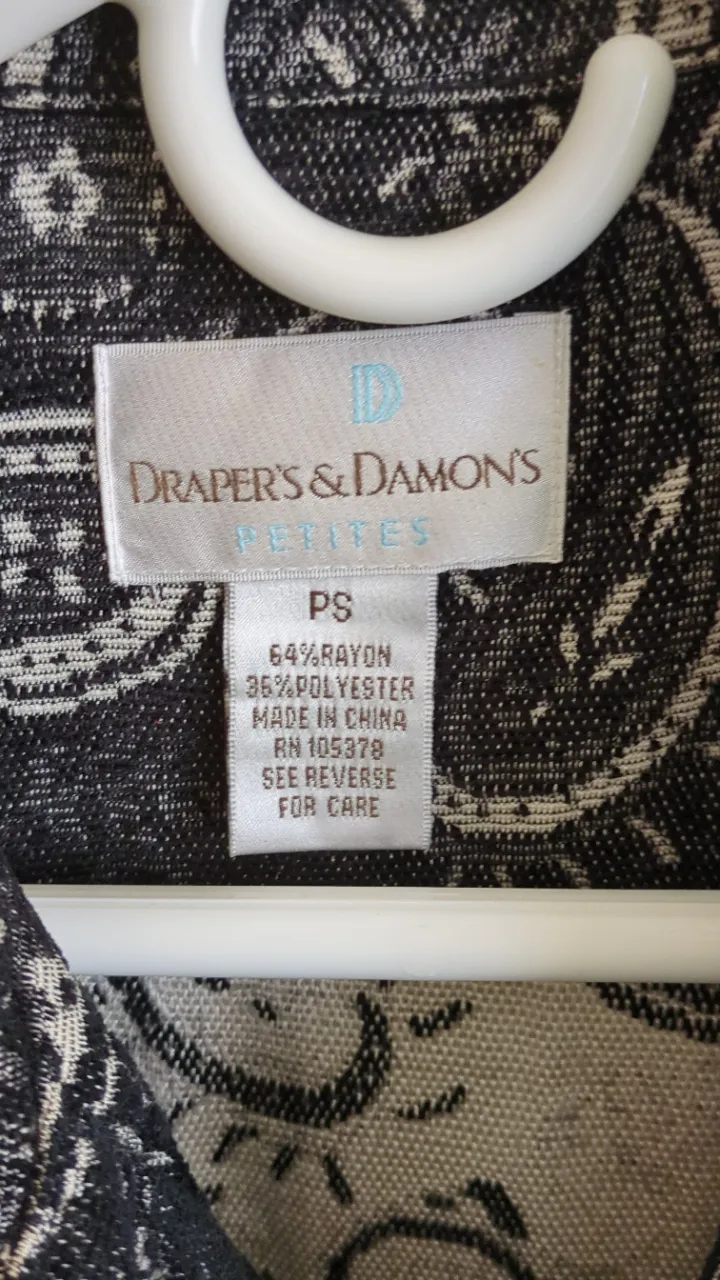 D
DRAPER'S & DAMON'S
PETITES
PS
64%RAYON
36%POLYESTER
MADE IN CHINA
RN 105378
SEE REVERSE
FOR CARE